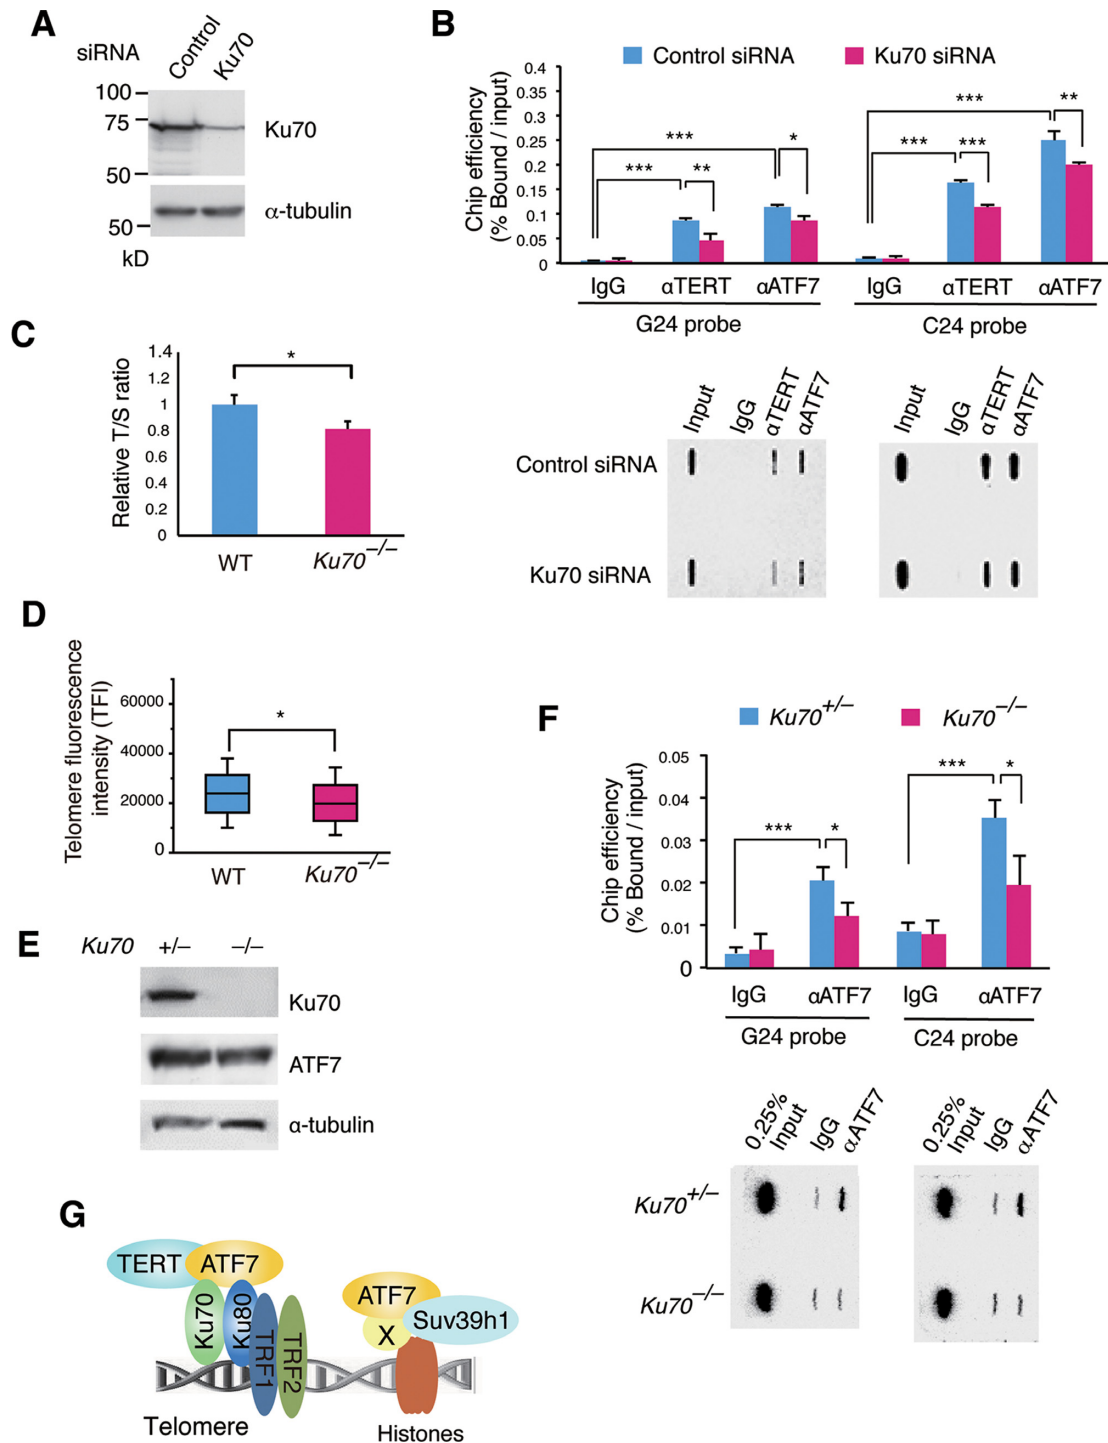 A
siRNA
Control
Ku70
100
75
50
50
kD
Ku70
α-tubulin
B
Control siRNA
Ku70 siRNA
Chip efficiency
(% Bound / input)
0.4
0.35
0.3
0.25
0.2
0.15
0.1
0.05
0
***
***
**
*
***
***
***
**
IgG
αTERT
αATF7
IgG
αTERT
αATF7
G24 probe
C24 probe
Input
IgG
αTERT
αATF7
Input
IgG
αTERT
αATF7
Control siRNA
Ku70 siRNA
C
Relative T/S ratio
1.4
1.2
1
0.8
0.6
0.4
0.2
0
*
WT
Ku70−/−
D
Telomere fluorescence
intensity (TFI)
60000
40000
20000
0
*
WT
Ku70−/−
E
Ku70
+/−
−/−
Ku70
ATF7
α-tubulin
F
Ku70+/−
Ku70−/−
Chip efficiency
(% Bound / input)
0.05
0.04
0.03
0.02
0.01
0
***
*
***
*
IgG
αATF7
IgG
αATF7
G24 probe
C24 probe
0.25%
Input
IgG
αATF7
0.25%
Input
IgG
αATF7
Ku70+/−
Ku70−/−
G
TERT
ATF7
Ku70
Ku80
TRF1
TRF2
Telomere
ATF7
X
Suv39h1
Histones